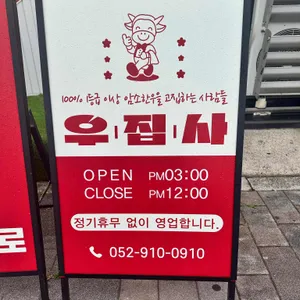 100% 1등급 이상 암소한우를 고집하는 사람들
우집사
OPEN PM03:00
CLOSE PM12:00
정기휴무 없이 영업합니다.
052-910-0910
로